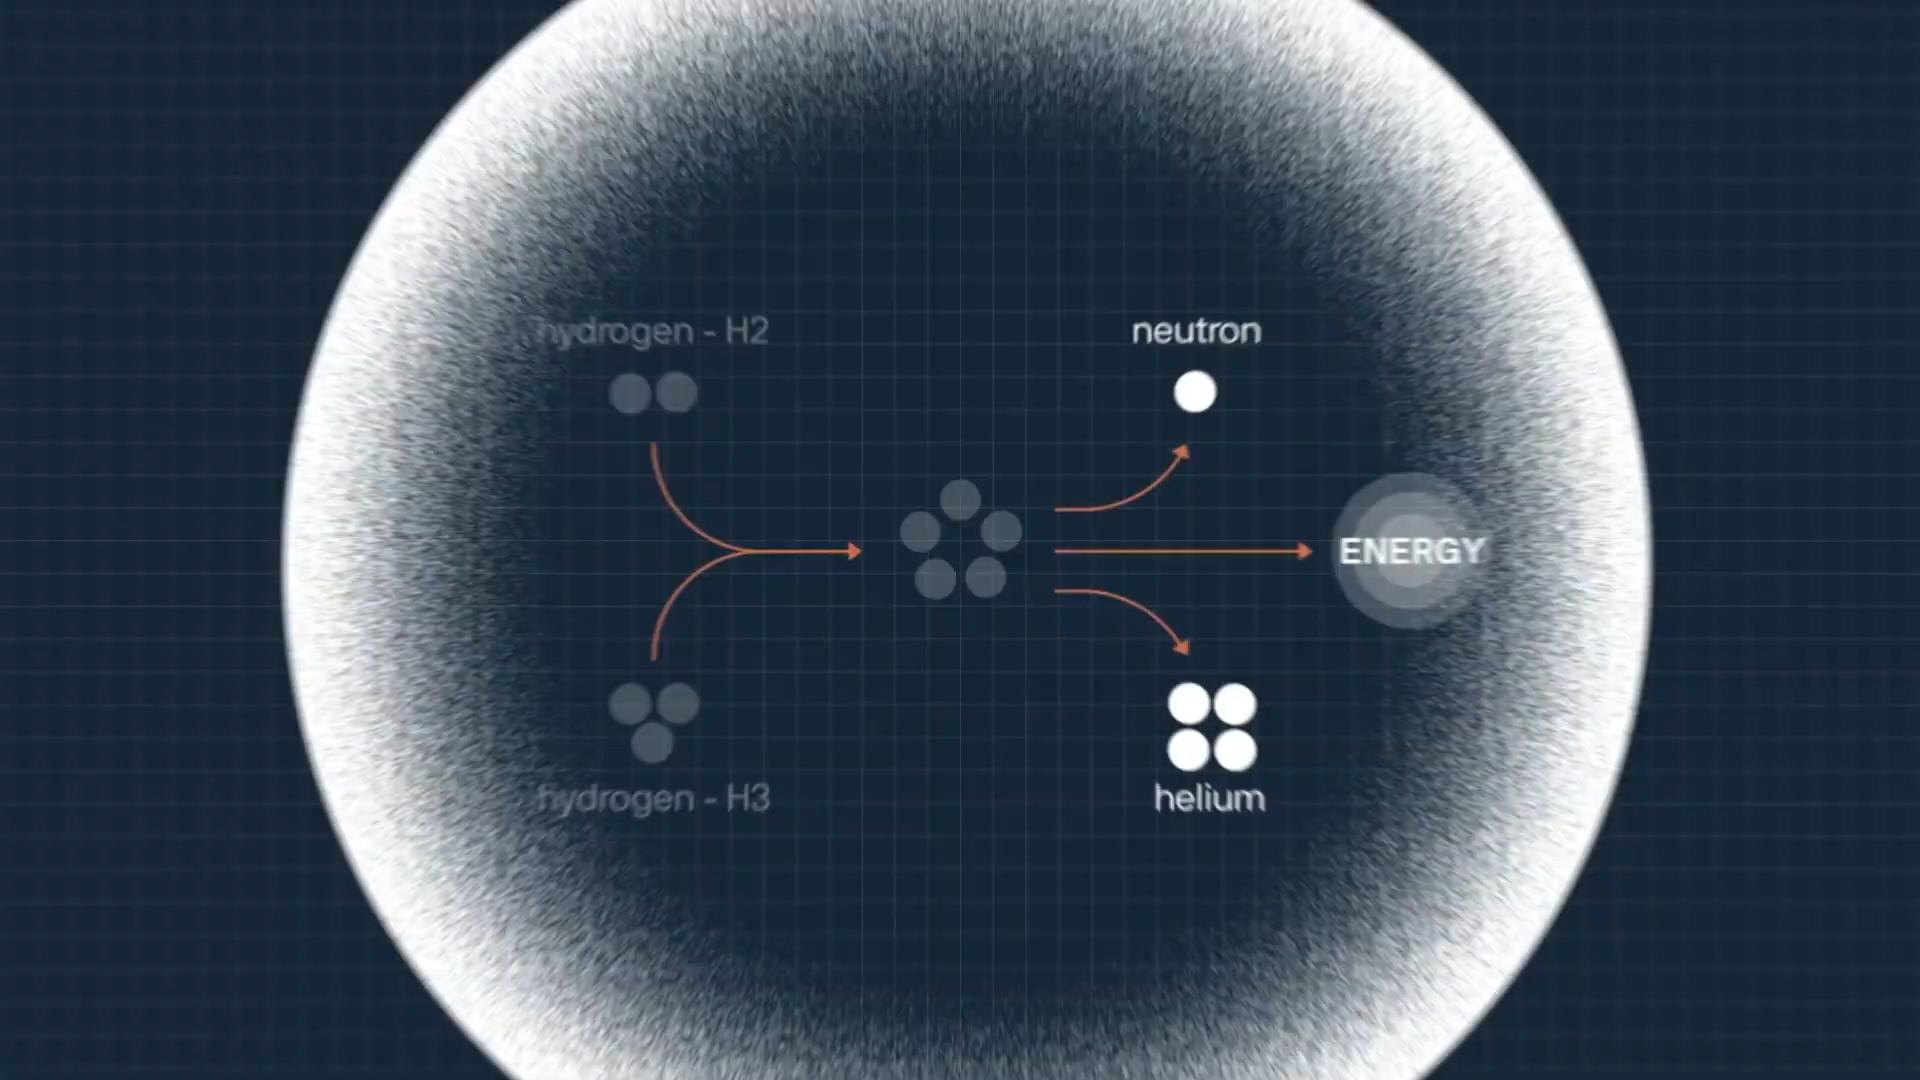 hydrogen - H2
neutron
ENERGY
hydrogen - H3
helium